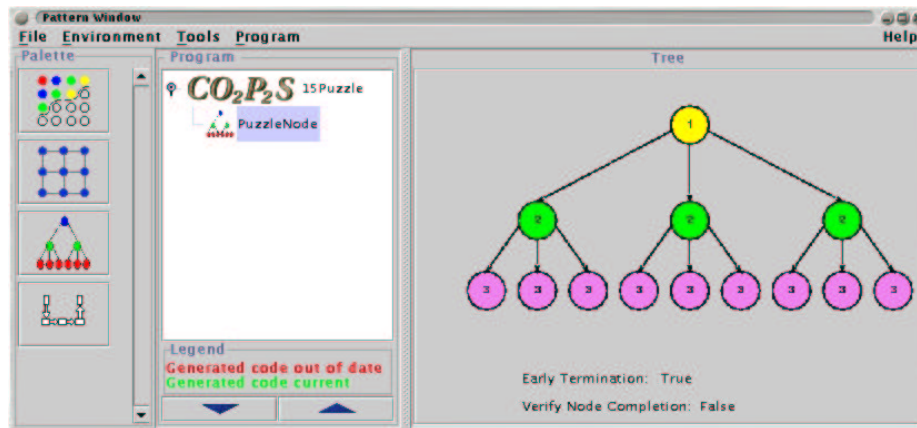 Pattern Window
File Environment Tools Program Help
Palette
Program
Tree
CO2P2S 15Puzzle
PuzzleNode
1
2 2 2
3 3 3 3 3 3 3 3 3
Legend
Generated code out of date
Generated code current
Early Termination: True
Verify Node Completion: False